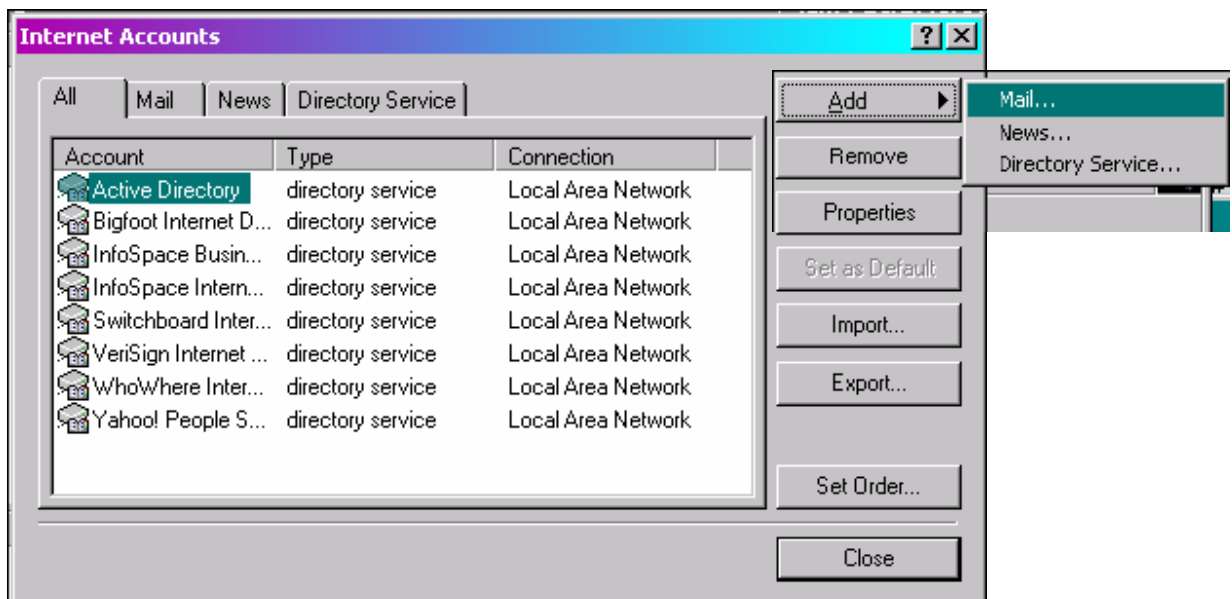 Internet Accounts
All Mail News Directory Service
Account Type Connection
Active Directory directory service Local Area Network
Bigfoot Internet D... directory service Local Area Network
InfoSpace Busin... directory service Local Area Network
InfoSpace Intern... directory service Local Area Network
Switchboard Inter... directory service Local Area Network
VeriSign Internet ... directory service Local Area Network
WhoWhere Inter... directory service Local Area Network
Yahoo! People S... directory service Local Area Network
Add
Remove
Properties
Set as Default
Import...
Export...
Set Order...
Close
Mail...
News...
Directory Service...